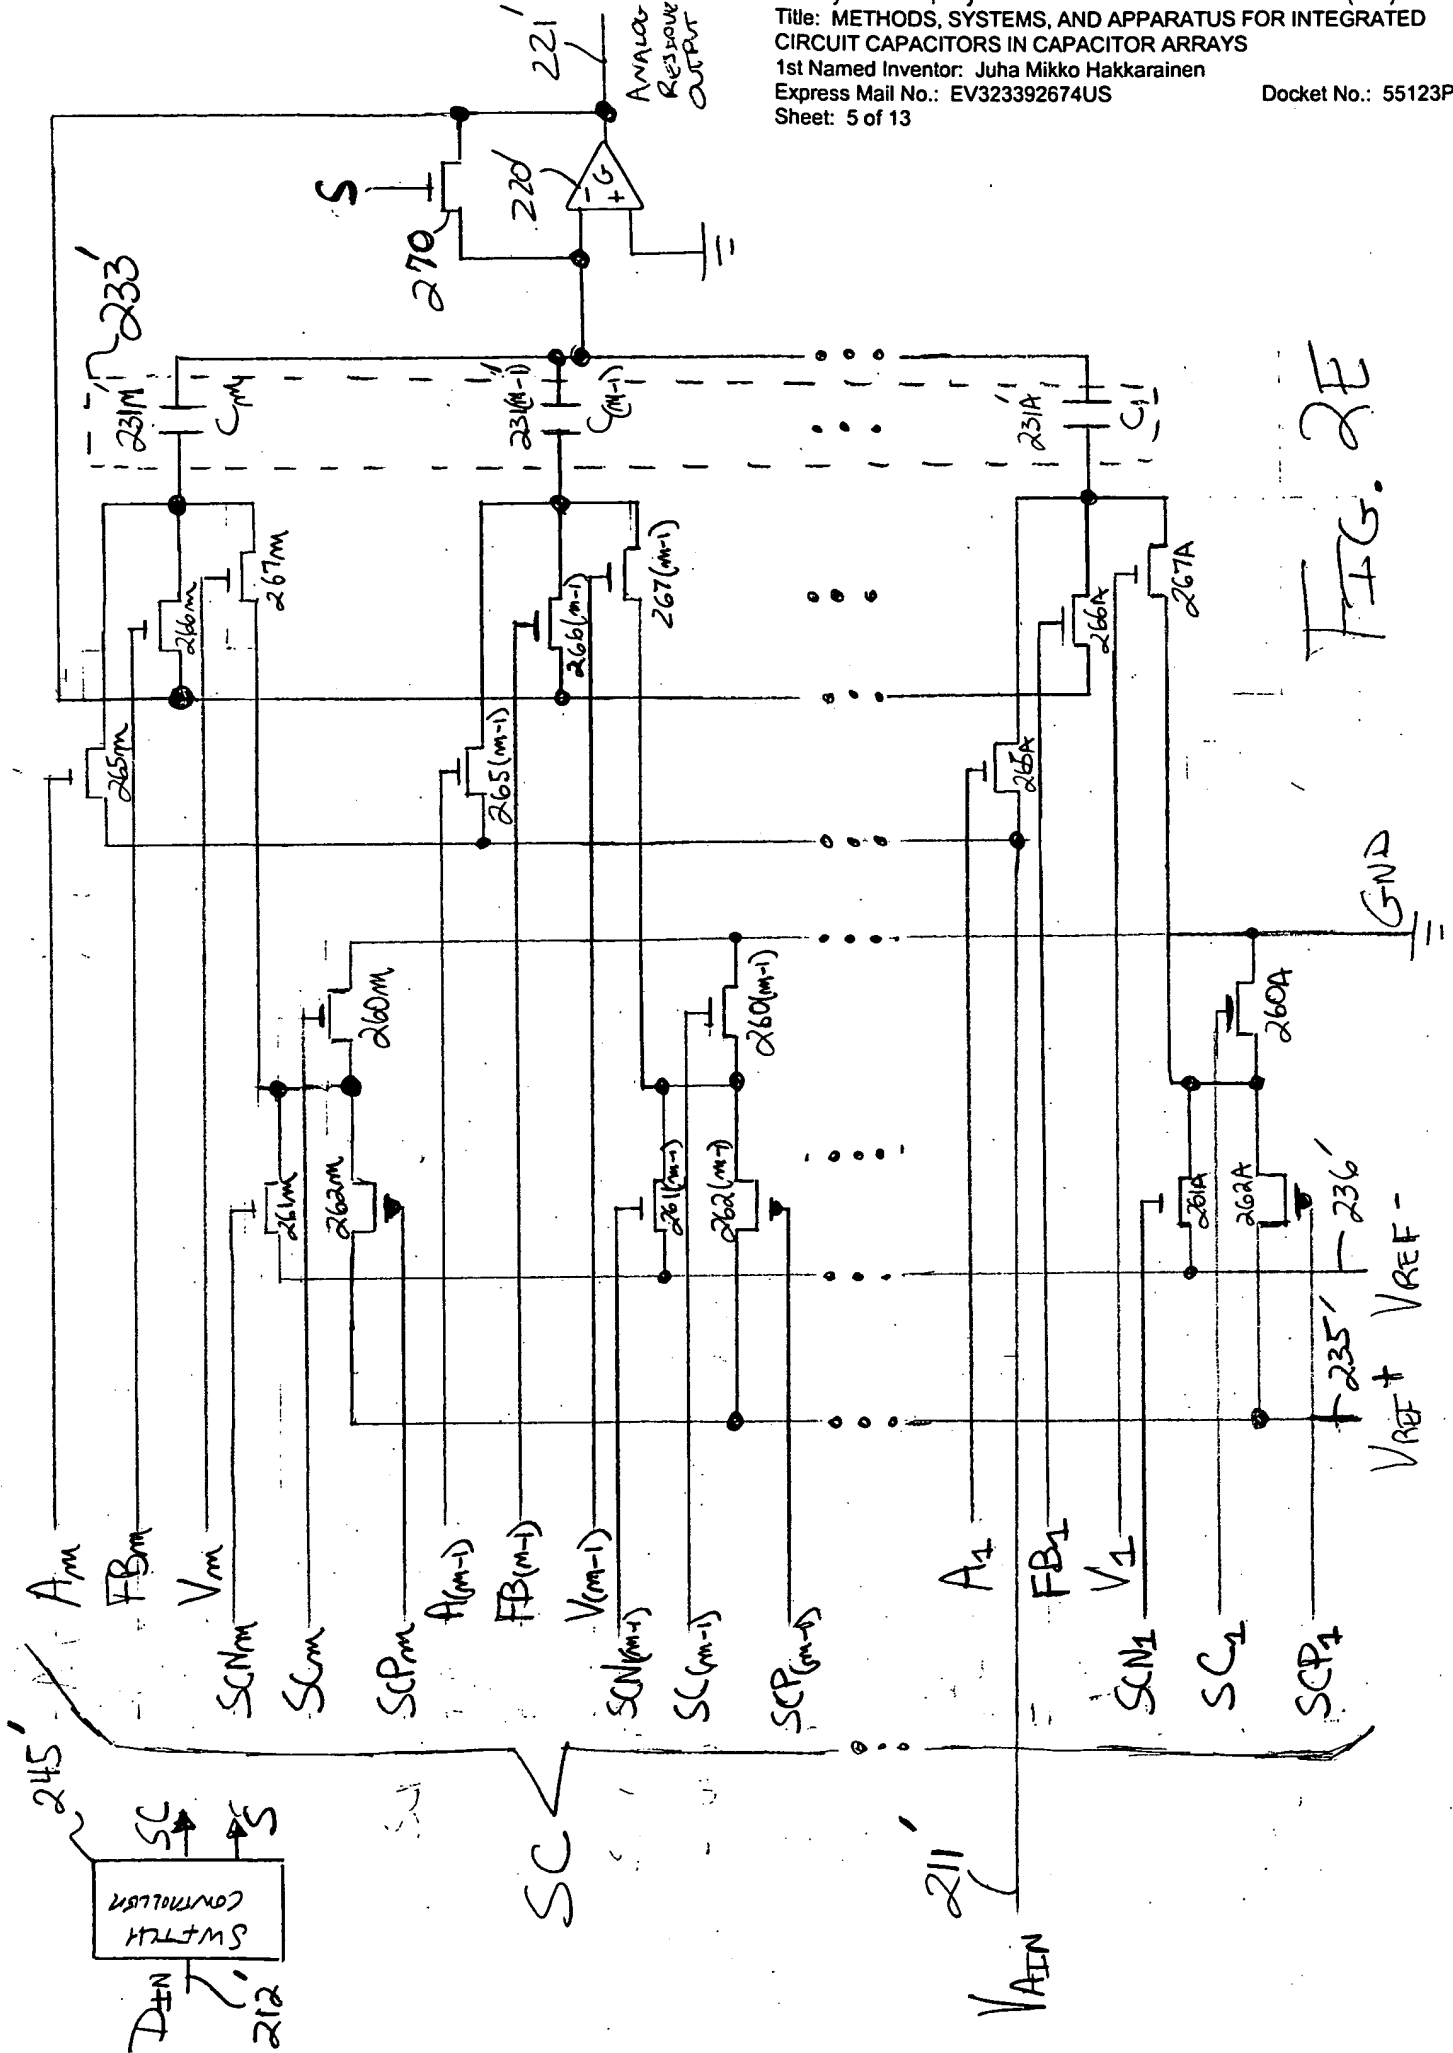 Title: METHODS, SYSTEMS, AND APPARATUS FOR INTEGRATED
CIRCUIT CAPACITORS IN CAPACITOR ARRAYS
1st Named Inventor: Juha Mikko Hakkarainen
Express Mail No.: EV323392674US Docket No.: 55123P
Sheet: 5 of 13
245'
SWITCH
CONTROLLER
DIN
212'
SC
S
SC
Am
FBm
Vm
SCNm
SCm
SCPm
A(m-1)
FB(m-1)
V(m-1)
SCN(m-1)
SC(m-1)
SCP(m-1)
A1
FB1
V1
SCN1
SC1
SCP1
VAIN
211'
265m
266m
267m
260m
261m
262m
265(m-1)
266(m-1)
267(m-1)
260(m-1)
261(m-1)
262(m-1)
265A
266A
267A
260A
261A
262A
VREF+
235'
VREF-
236'
GND
231M'
CM
231(M-1)'
C(M-1)
231A'
C1
233'
S
270
220'
-
+
G
221'
ANALOG
RESIDUE
OUTPUT
FIG. 2E